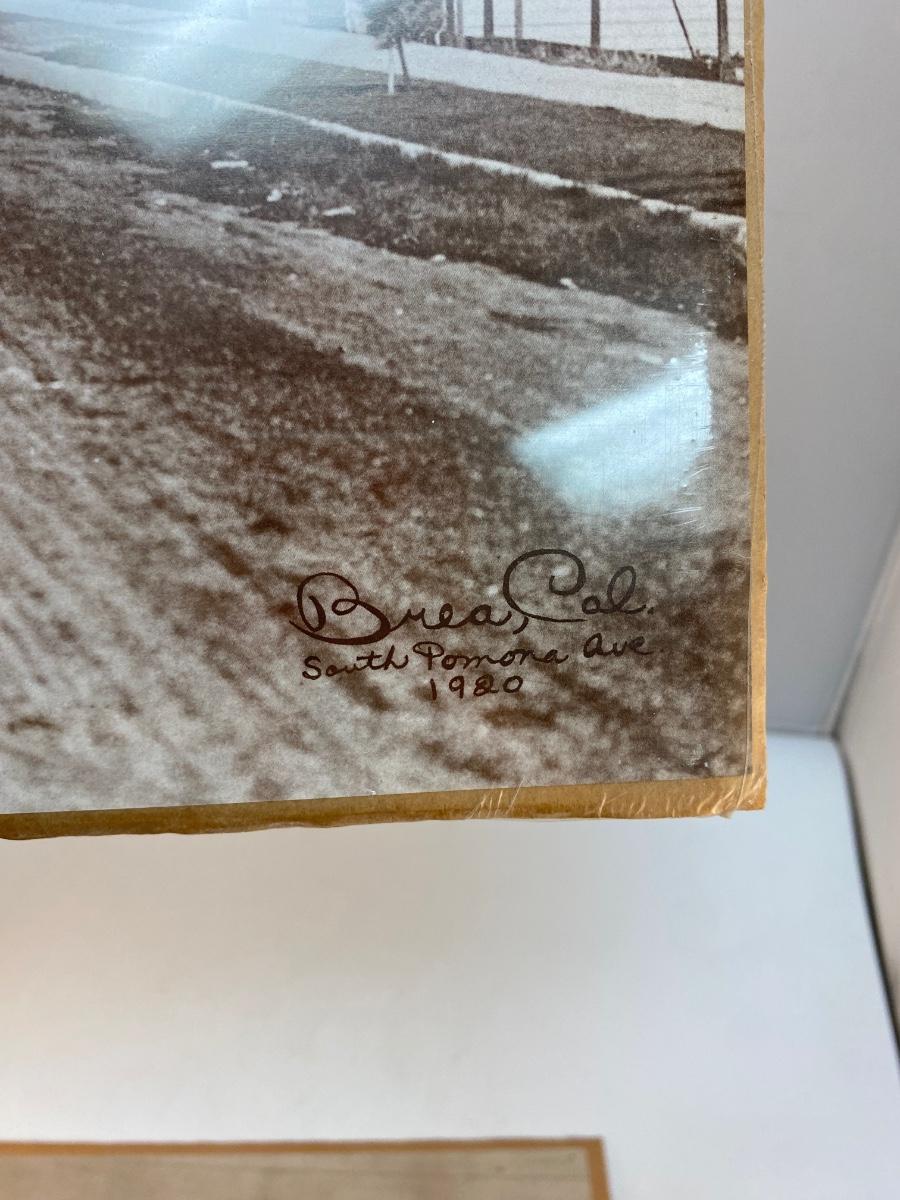 Brea, Cal.
South Pomona Ave.
1920